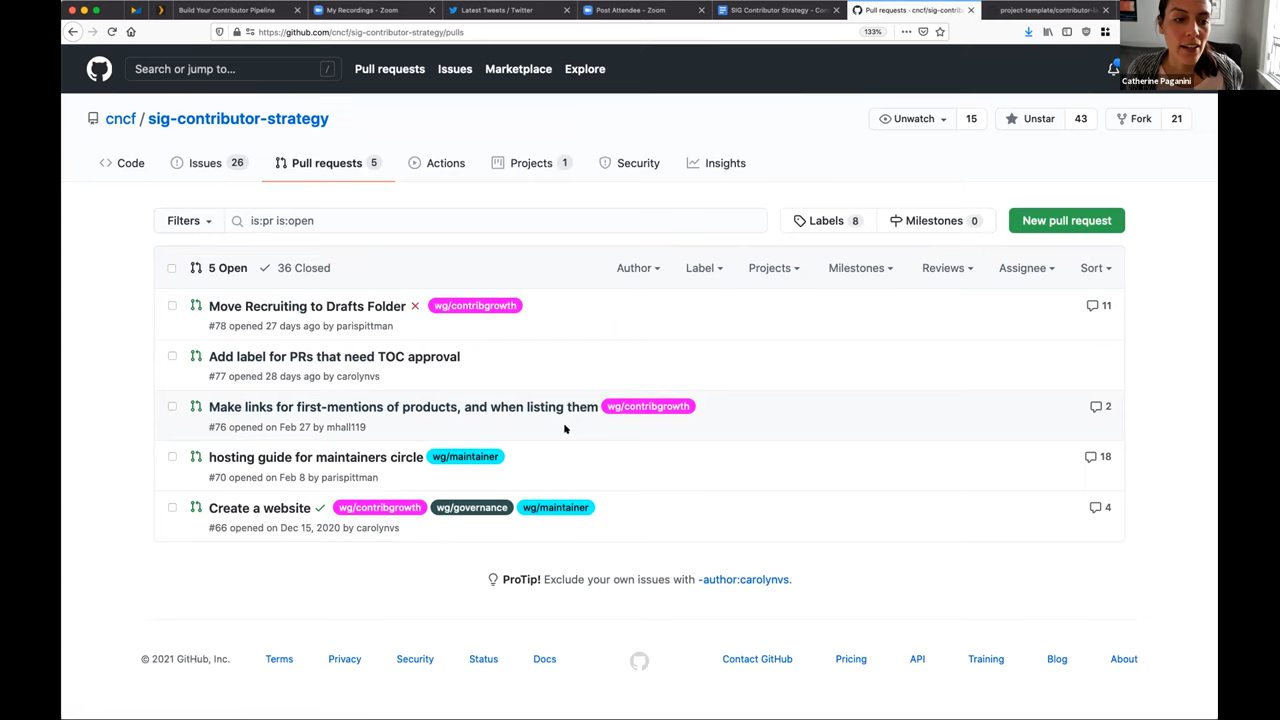 Build Your Contributor Pipeline
My Recordings - Zoom
Latest Tweets / Twitter
Post Attendee - Zoom
SIG Contributor Strategy - Con
Pull requests · cncf/sig-contrib
project-template/contributor-l
https://github.com/cncf/sig-contributor-strategy/pulls
133%
Catherine Paganini
Search or jump to...
/
Pull requests
Issues
Marketplace
Explore
cncf / sig-contributor-strategy
Unwatch
15
Unstar
43
Fork
21
Code
Issues 26
Pull requests 5
Actions
Projects 1
Security
Insights
Filters
is:pr is:open
Labels 8
Milestones 0
New pull request
5 Open
36 Closed
Author
Label
Projects
Milestones
Reviews
Assignee
Sort
Move Recruiting to Drafts Folder
wg/contribgrowth
11
#78 opened 27 days ago by parispittman
Add label for PRs that need TOC approval
#77 opened 28 days ago by carolynvs
Make links for first-mentions of products, and when listing them
wg/contribgrowth
2
#76 opened on Feb 27 by mhall119
hosting guide for maintainers circle
wg/maintainer
18
#70 opened on Feb 8 by parispittman
Create a website
wg/contribgrowth
wg/governance
wg/maintainer
4
#66 opened on Dec 15, 2020 by carolynvs
ProTip! Exclude your own issues with -author:carolynvs.
© 2021 GitHub, Inc.
Terms
Privacy
Security
Status
Docs
Contact GitHub
Pricing
API
Training
Blog
About